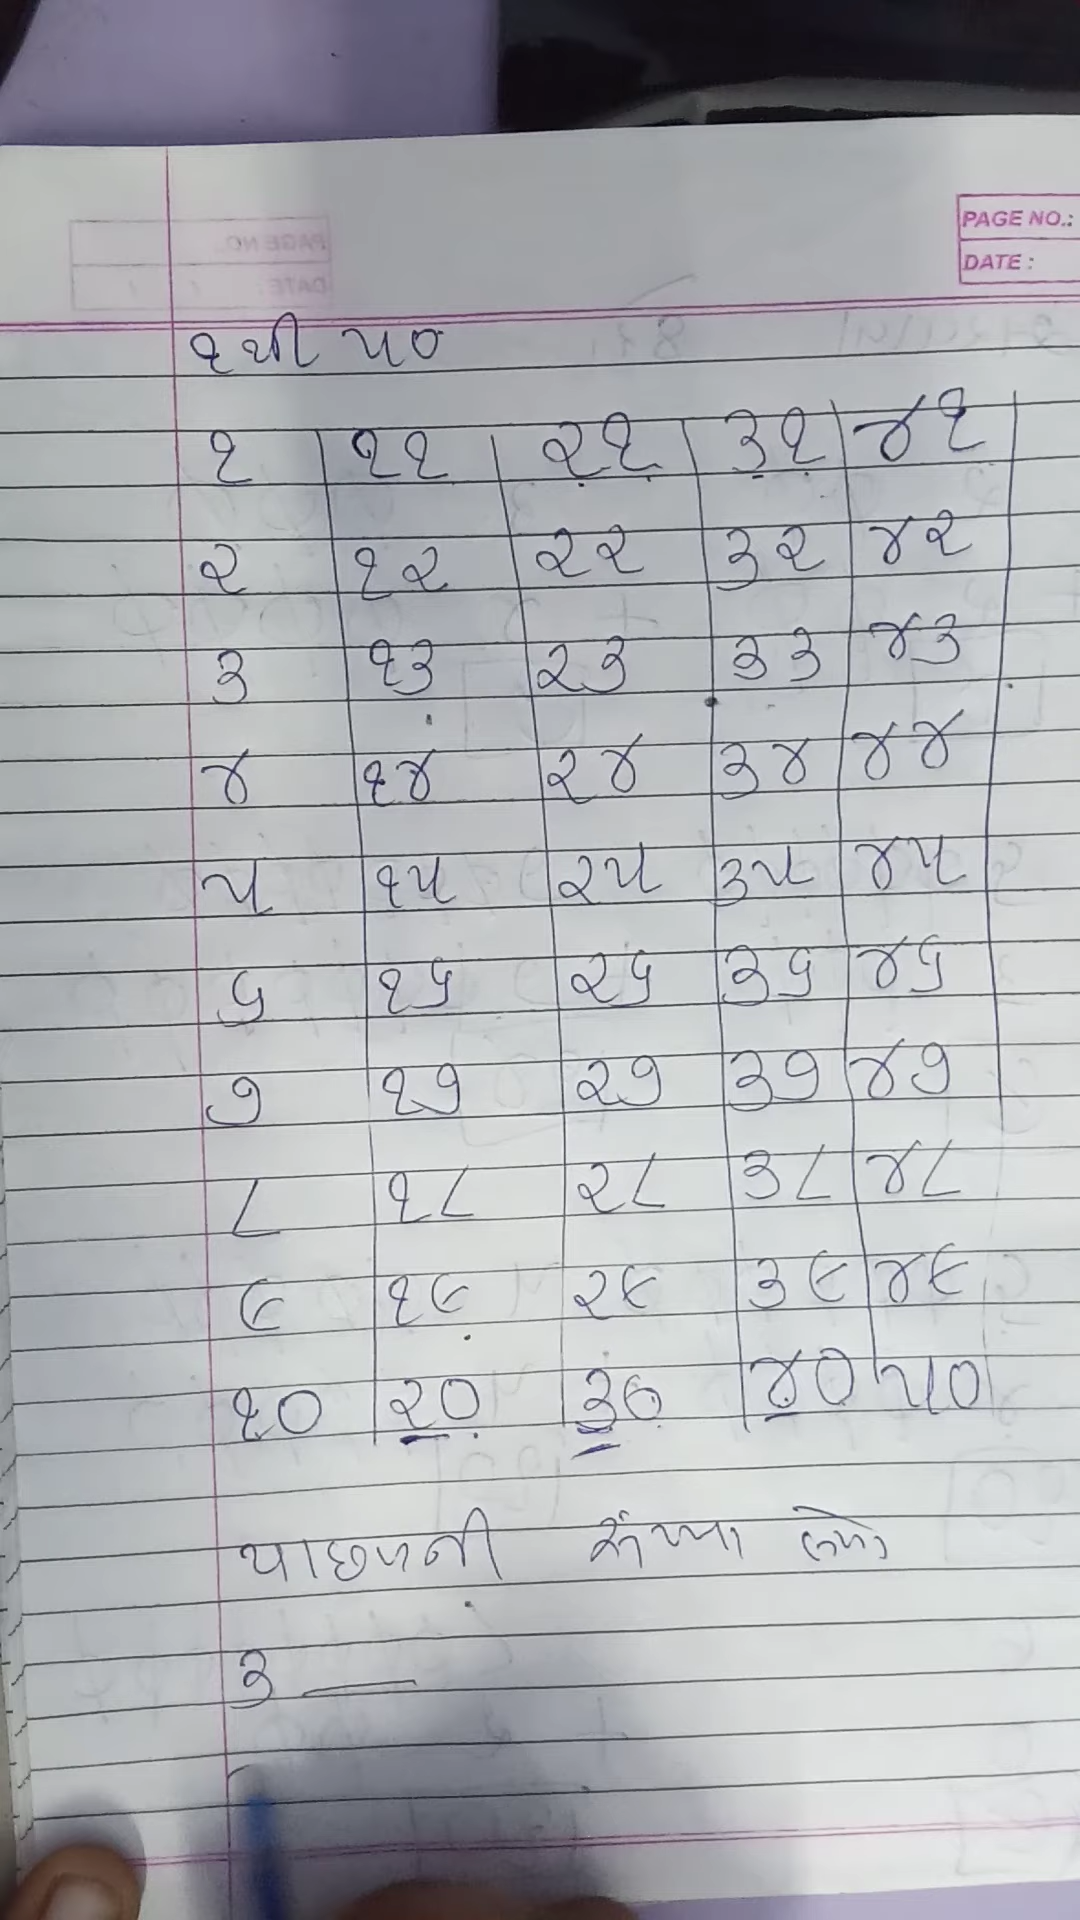 PAGE NO.:
DATE :
૧ થી ૫૦
૧ ૧૧ ૨૧ ૩૧ ૪૧
૨ ૧૨ ૨૨ ૩૨ ૪૨
૩ ૧૩ ૨૩ ૩૩ ૪૩
૪ ૧૪ ૨૪ ૩૪ ૪૪
૫ ૧૫ ૨૫ ૩૫ ૪૫
૬ ૧૬ ૨૬ ૩૬ ૪૬
૭ ૧૭ ૨૭ ૩૭ ૪૭
૮ ૧૮ ૨૮ ૩૮ ૪૮
૯ ૧૯ ૨૯ ૩૯ ૪૯
૧૦ ૨૦ ૩૦ ૪૦ ૫૦
પાછળની સંખ્યા લખો
૩ —